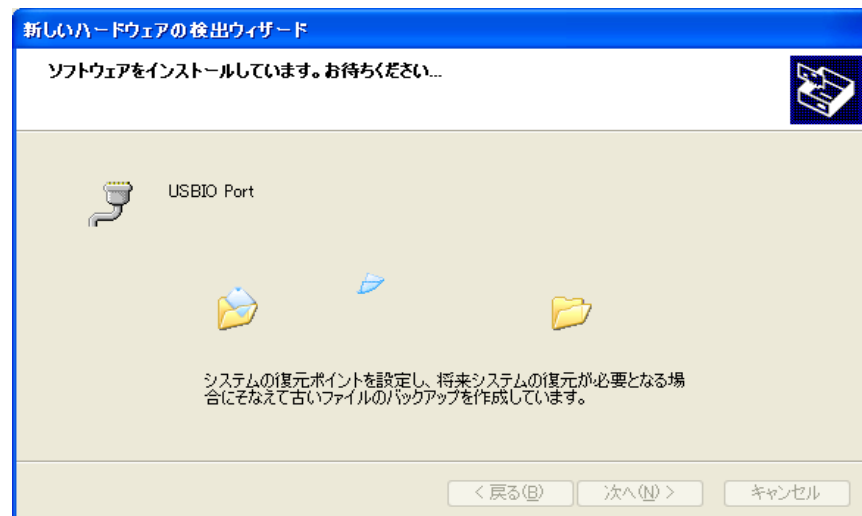 新しいハードウェアの検出ウィザード
ソフトウェアをインストールしています。お待ちください...
USBIO Port
システムの復元ポイントを設定し、将来システムの復元が必要となる場
合にそなえて古いファイルのバックアップを作成しています。
< 戻る(B) 次へ(N) > キャンセル